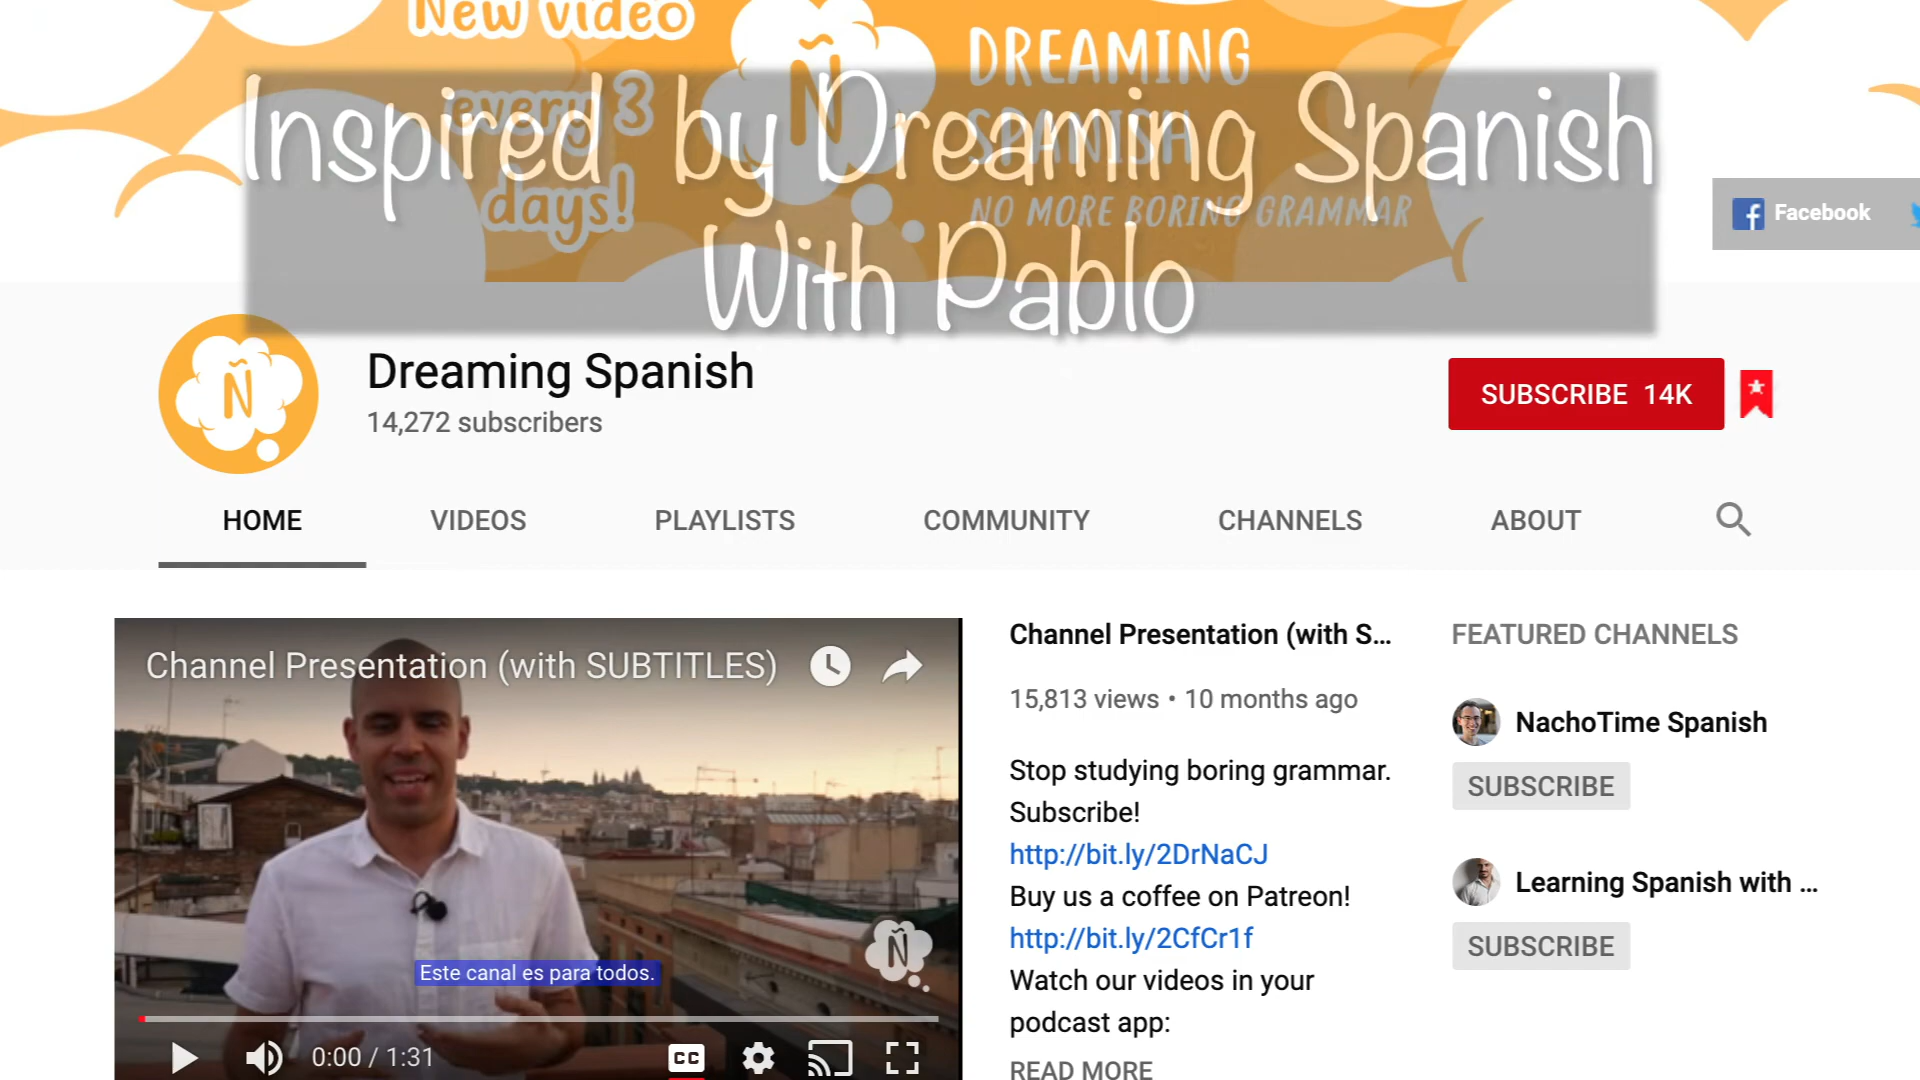 New video
every 3
days!
Ñ
DREAMING
SPANISH
NO MORE BORING GRAMMAR
Inspired by Dreaming Spanish
With Pablo
Facebook
Ñ
Dreaming Spanish
14,272 subscribers
SUBSCRIBE 14K
HOME VIDEOS PLAYLISTS COMMUNITY CHANNELS ABOUT
Channel Presentation (with SUBTITLES)
Este canal es para todos.
Ñ
0:00 / 1:31
CC
Channel Presentation (with S...
15,813 views • 10 months ago
Stop studying boring grammar.
Subscribe!
http://bit.ly/2DrNaCJ
Buy us a coffee on Patreon!
http://bit.ly/2CfCr1f
Watch our videos in your
podcast app:
READ MORE
FEATURED CHANNELS
NachoTime Spanish
SUBSCRIBE
Learning Spanish with ...
SUBSCRIBE